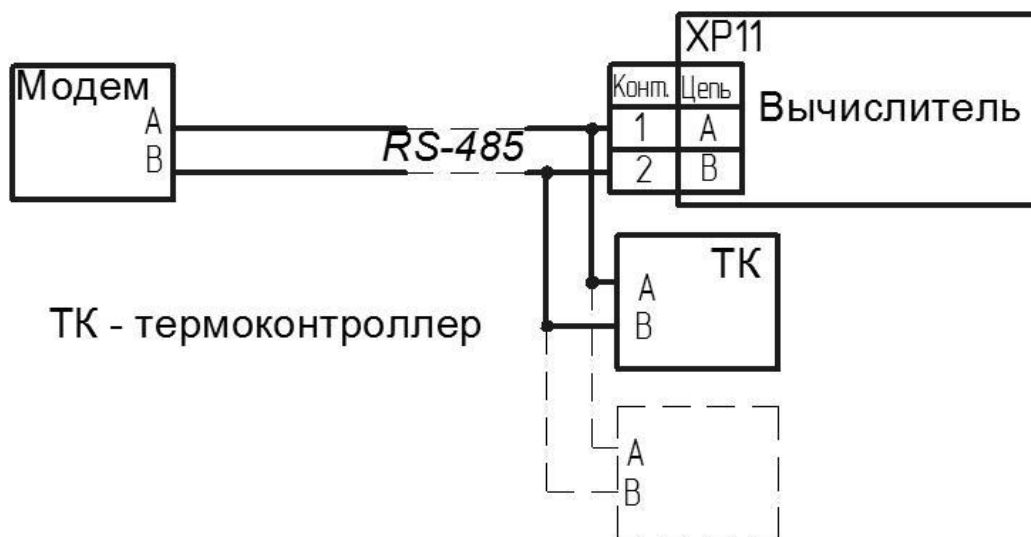 XP11
Модем
Конт. Цепь
Вычислитель
A
1 A
B
RS-485
2 B
ТК
A
B
ТК - термоконтроллер
A
B